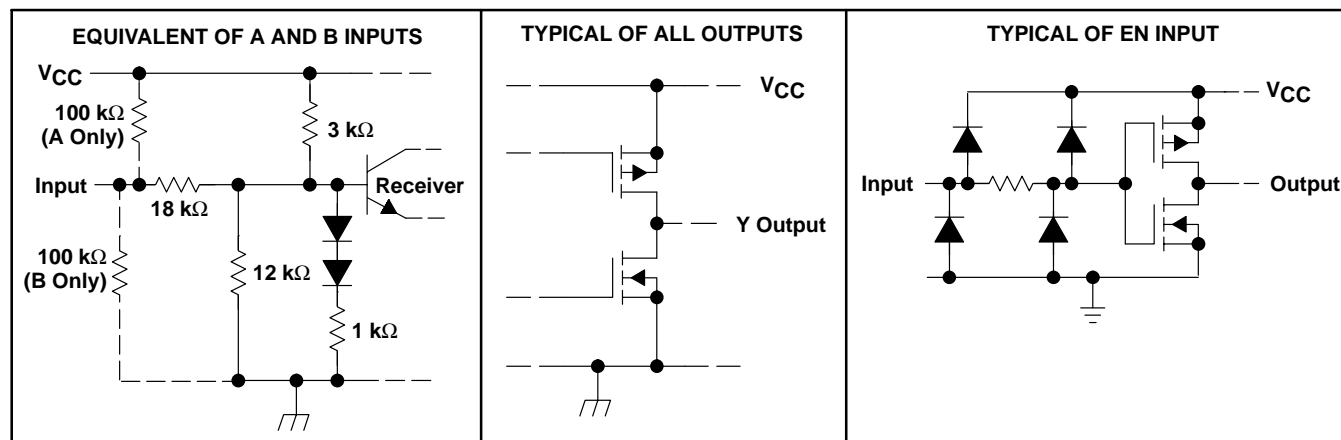 EQUIVALENT OF A AND B INPUTS
VCC
100 kΩ
(A Only)
3 kΩ
Input
18 kΩ
Receiver
100 kΩ
(B Only)
12 kΩ
1 kΩ
TYPICAL OF ALL OUTPUTS
VCC
Y Output
TYPICAL OF EN INPUT
VCC
Input
Output